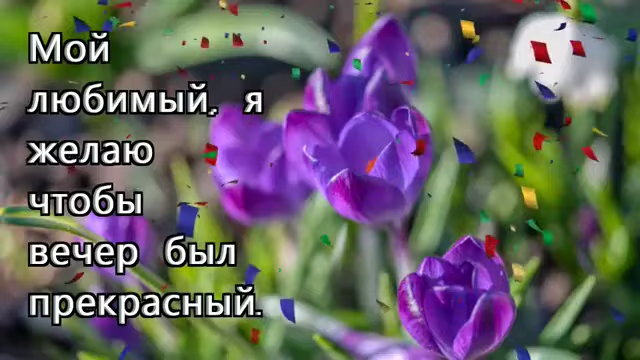 Мой
любимый, я
желаю
чтобы
вечер был
прекрасный.